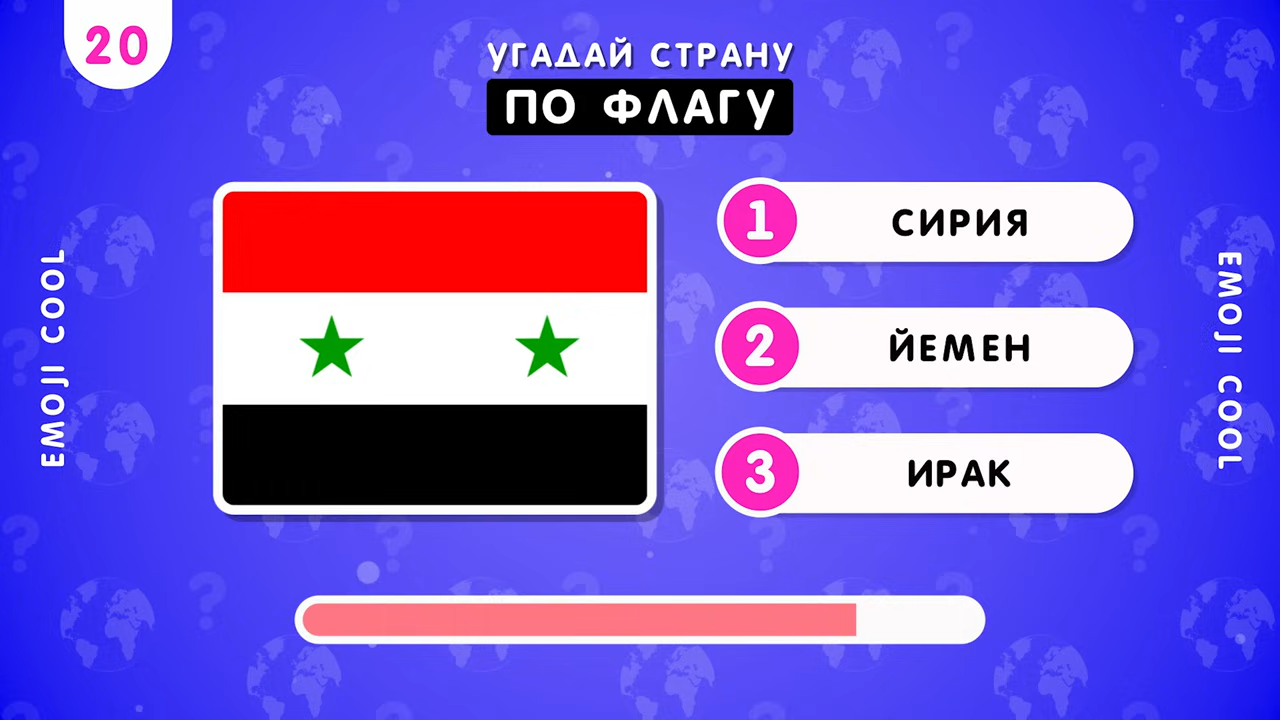 20
УГАДАЙ СТРАНУ
ПО ФЛАГУ
EMOJI COOL
1 СИРИЯ
2 ЙЕМЕН
3 ИРАК
EMOJI COOL